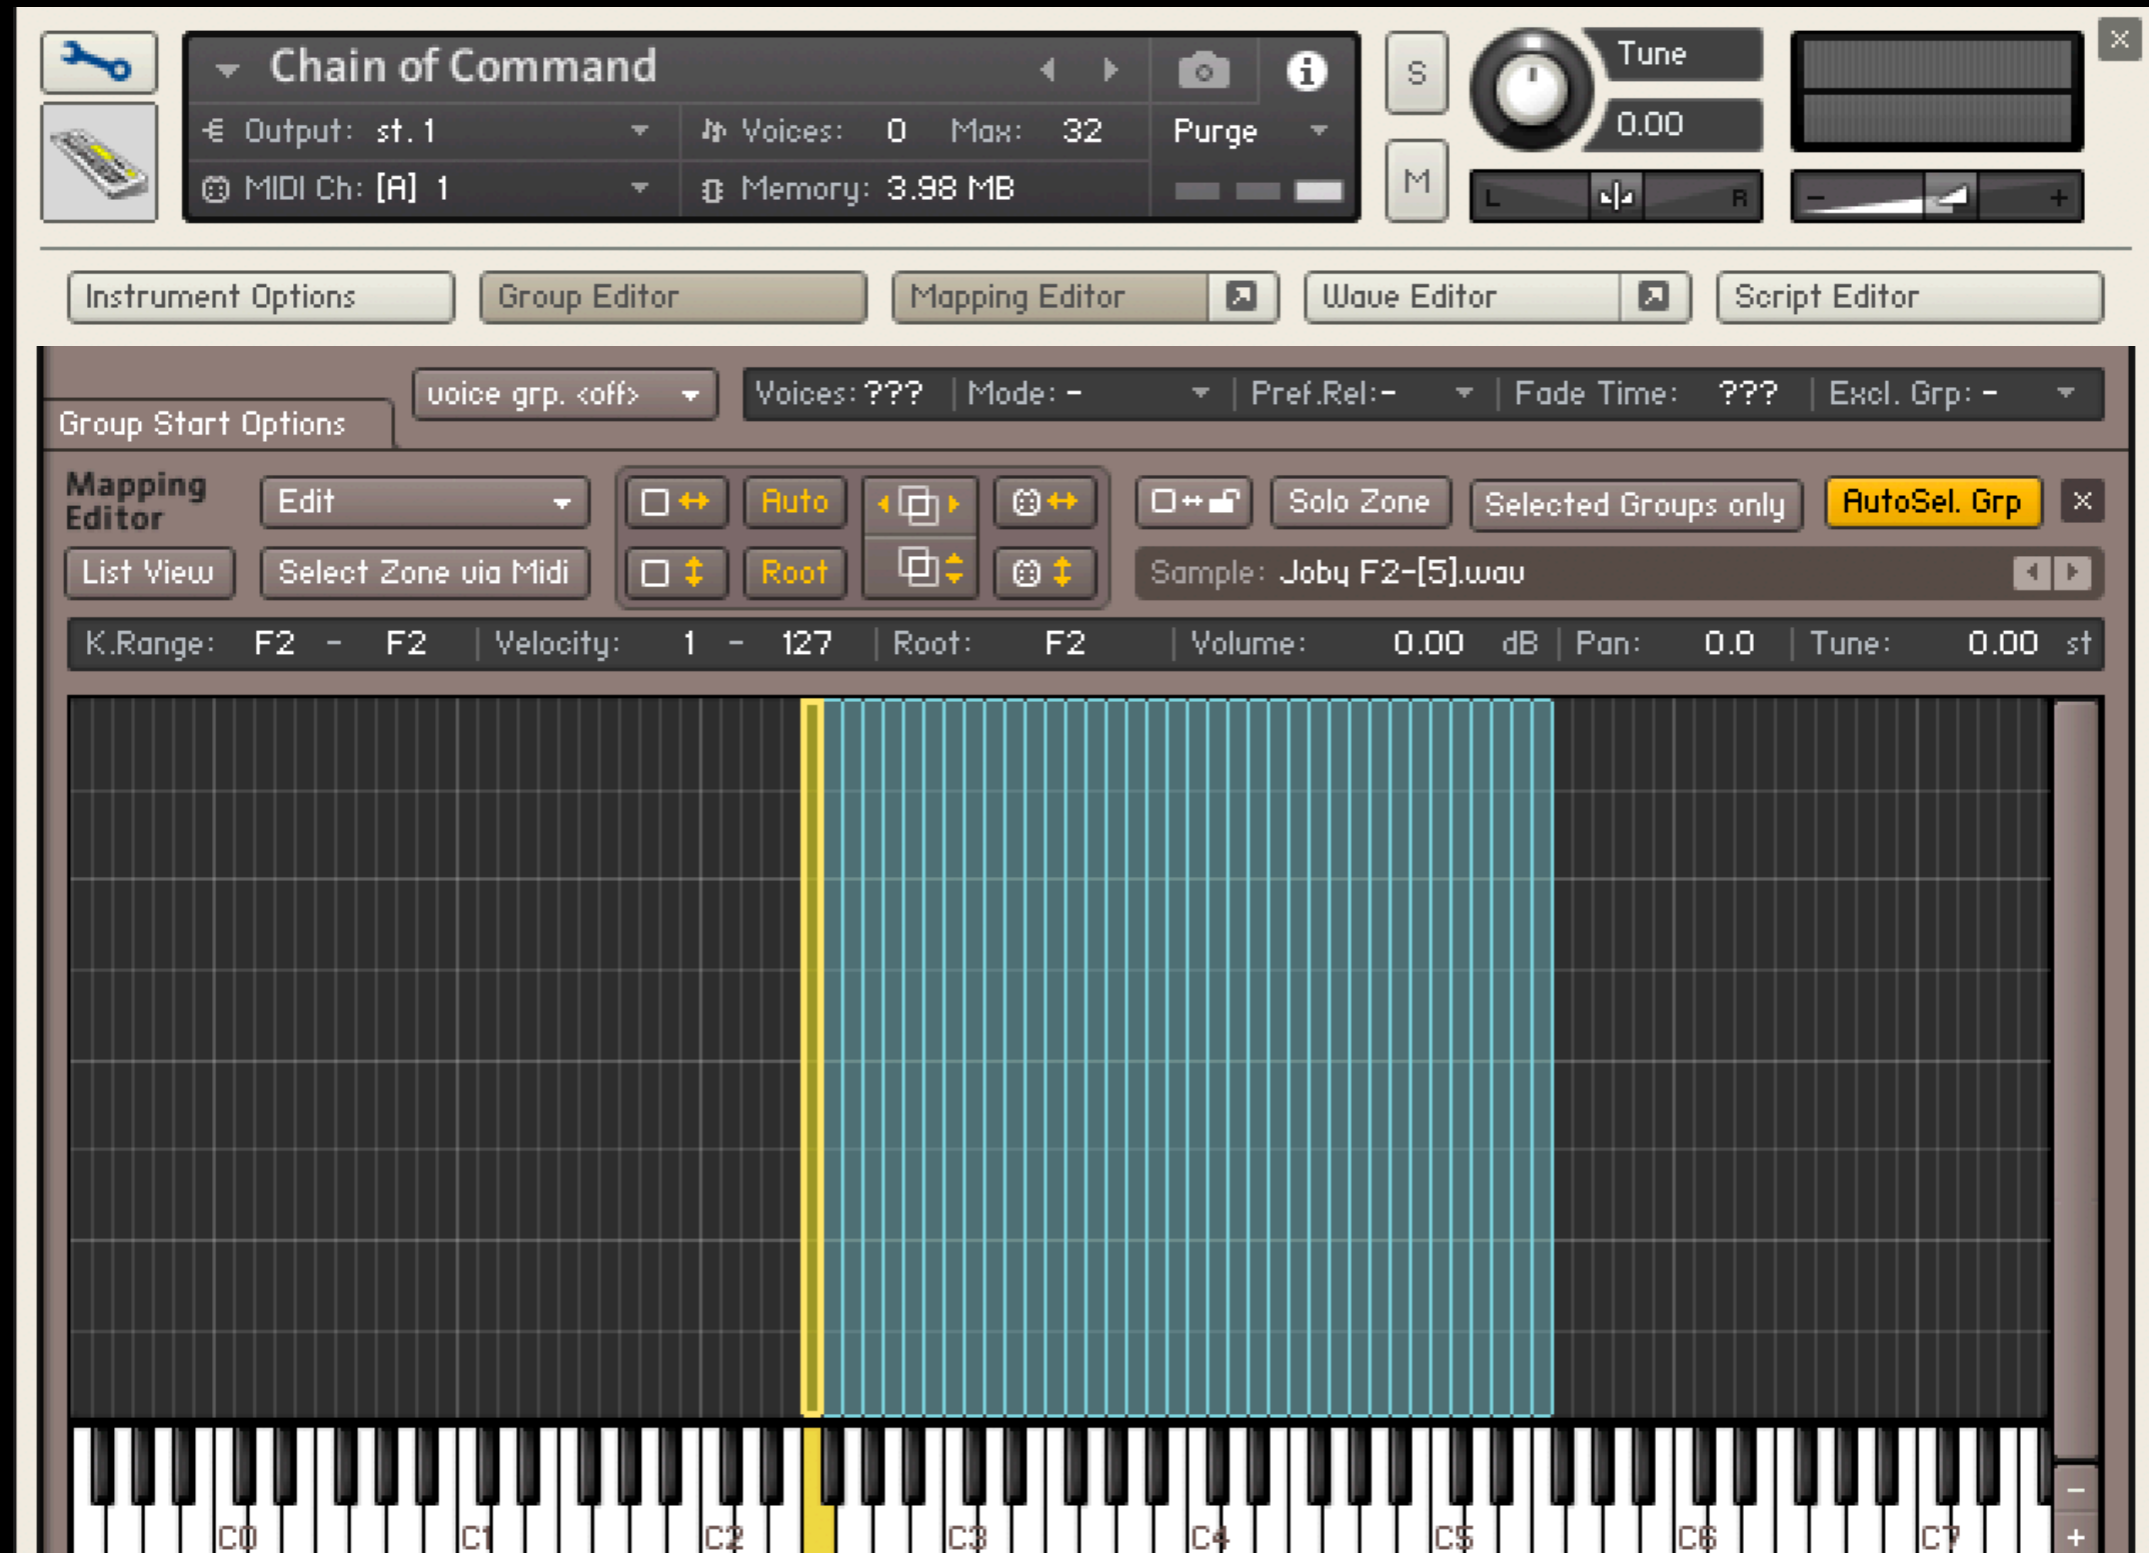 Chain of Command
S
Tune
Output: st. 1
Voices: 0 Max: 32
Purge
0.00
MIDI Ch: [A] 1
Memory: 3.98 MB
M
L
R
-
+
Instrument Options
Group Editor
Mapping Editor
Wave Editor
Script Editor
voice grp. <off>
Voices: ???
Mode: -
Pref.Rel:-
Fade Time: ???
Excl. Grp: -
Group Start Options
Mapping Editor
Edit
Auto
Solo Zone
Selected Groups only
AutoSel. Grp
List View
Select Zone via Midi
Root
Sample: Joby F2-[5].wav
K.Range: F2 - F2 | Velocity: 1 - 127 | Root: F2 | Volume: 0.00 dB | Pan: 0.0 | Tune: 0.00 st
C0 C1 C2 C3 C4 C5 C6 C7
-
+